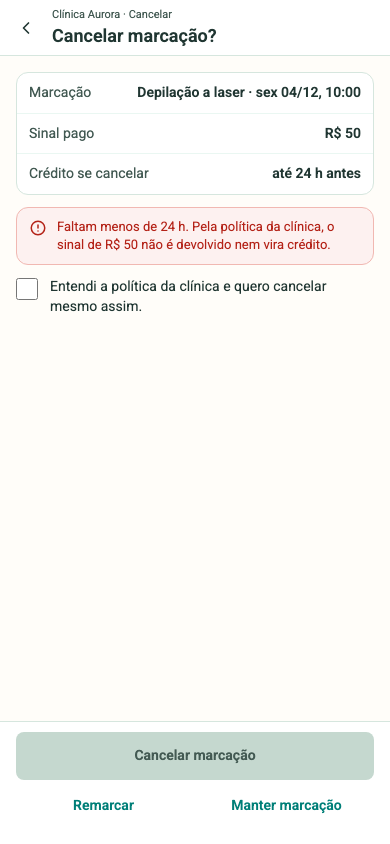 Clínica Aurora · Cancelar
Cancelar marcação?
Marcação Depilação a laser · sex 04/12, 10:00
Sinal pago R$ 50
Crédito se cancelar até 24 h antes
Faltam menos de 24 h. Pela política da clínica, o
sinal de R$ 50 não é devolvido nem vira crédito.
Entendi a política da clínica e quero cancelar
mesmo assim.
Cancelar marcação
Remarcar Manter marcação